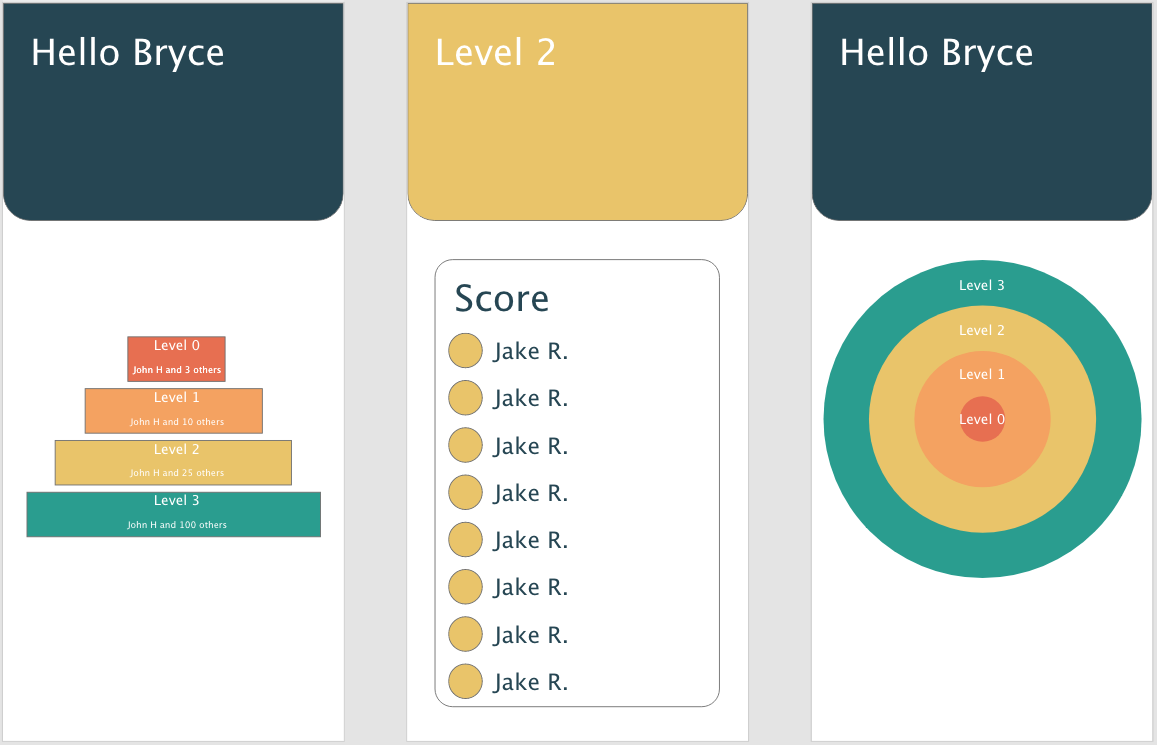 Hello Bryce
Level 0
John H and 3 others
Level 1
John H and 10 others
Level 2
John H and 25 others
Level 3
John H and 100 others
Level 2
Score
Jake R.
Jake R.
Jake R.
Jake R.
Jake R.
Jake R.
Jake R.
Jake R.
Hello Bryce
Level 3
Level 2
Level 1
Level 0